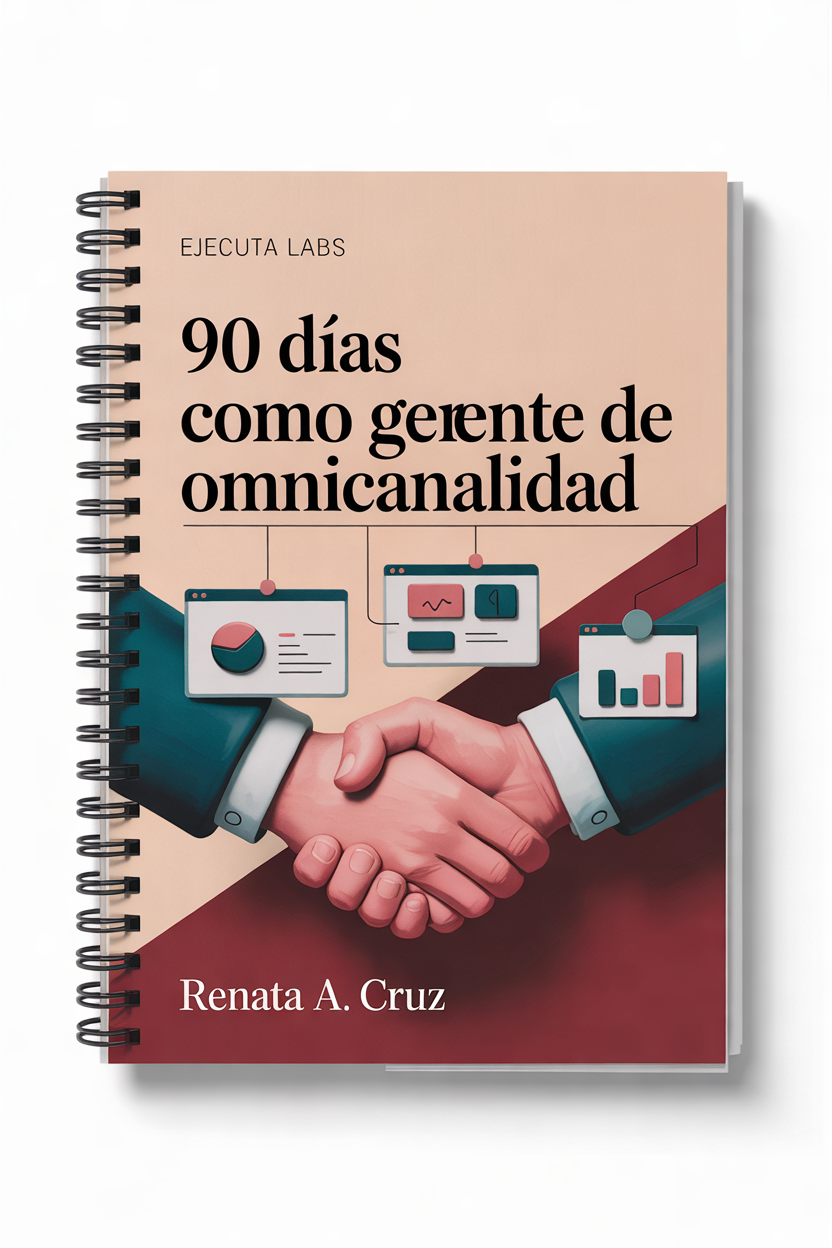 EJECUTA LABS
90 días
como gerente de
omnicanalidad
Renata A. Cruz